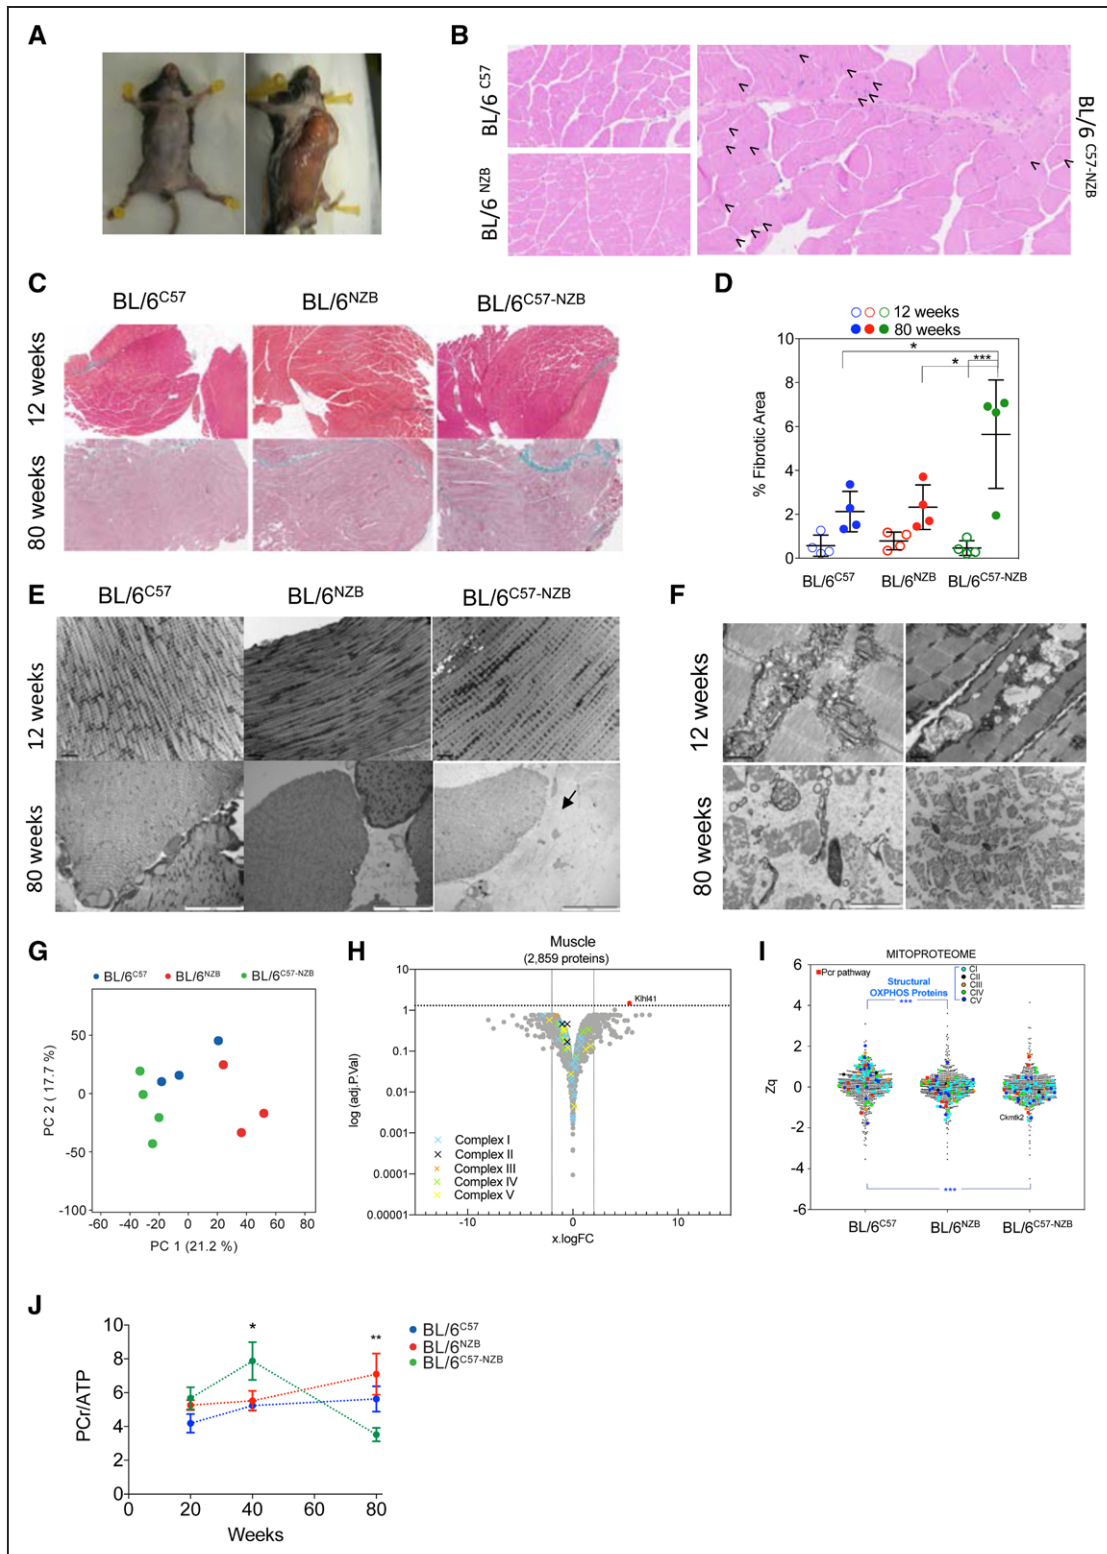 A
B
BL/6 C57
BL/6 NZB
BL/6 C57-NZB
C
BL/6C57
BL/6NZB
BL/6C57-NZB
12 weeks
80 weeks
D
12 weeks
80 weeks
% Fibrotic Area
10
8
6
4
2
0
*
*
***
BL/6C57
BL/6NZB
BL/6C57-NZB
E
BL/6C57
BL/6NZB
BL/6C57-NZB
12 weeks
80 weeks
F
12 weeks
80 weeks
G
BL/6C57
BL/6NZB
BL/6C57-NZB
PC 2 ( 17.7 %)
50
0
-50
-100
-60
-40
-20
0
20
40
60
80
PC 1 (21.2 %)
H
Muscle
(2,859 proteins)
log (adj.P.Val)
10
1
0.1
0.01
0.001
0.0001
0.00001
Klhl41
Complex I
Complex II
Complex III
Complex IV
Complex V
-10
0
10
x.logFC
I
MITOPROTEOME
Pcr pathway
Structural
OXPHOS Proteins
CI
CII
CIII
CIV
CV
***
Zq
6
4
2
0
-2
-4
-6
Ckmtk2
***
BL/6C57
BL/6NZB
BL/6C57-NZB
J
PCr/ATP
10
8
6
4
2
0
*
**
BL/6C57
BL/6NZB
BL/6C57-NZB
20
40
60
80
Weeks